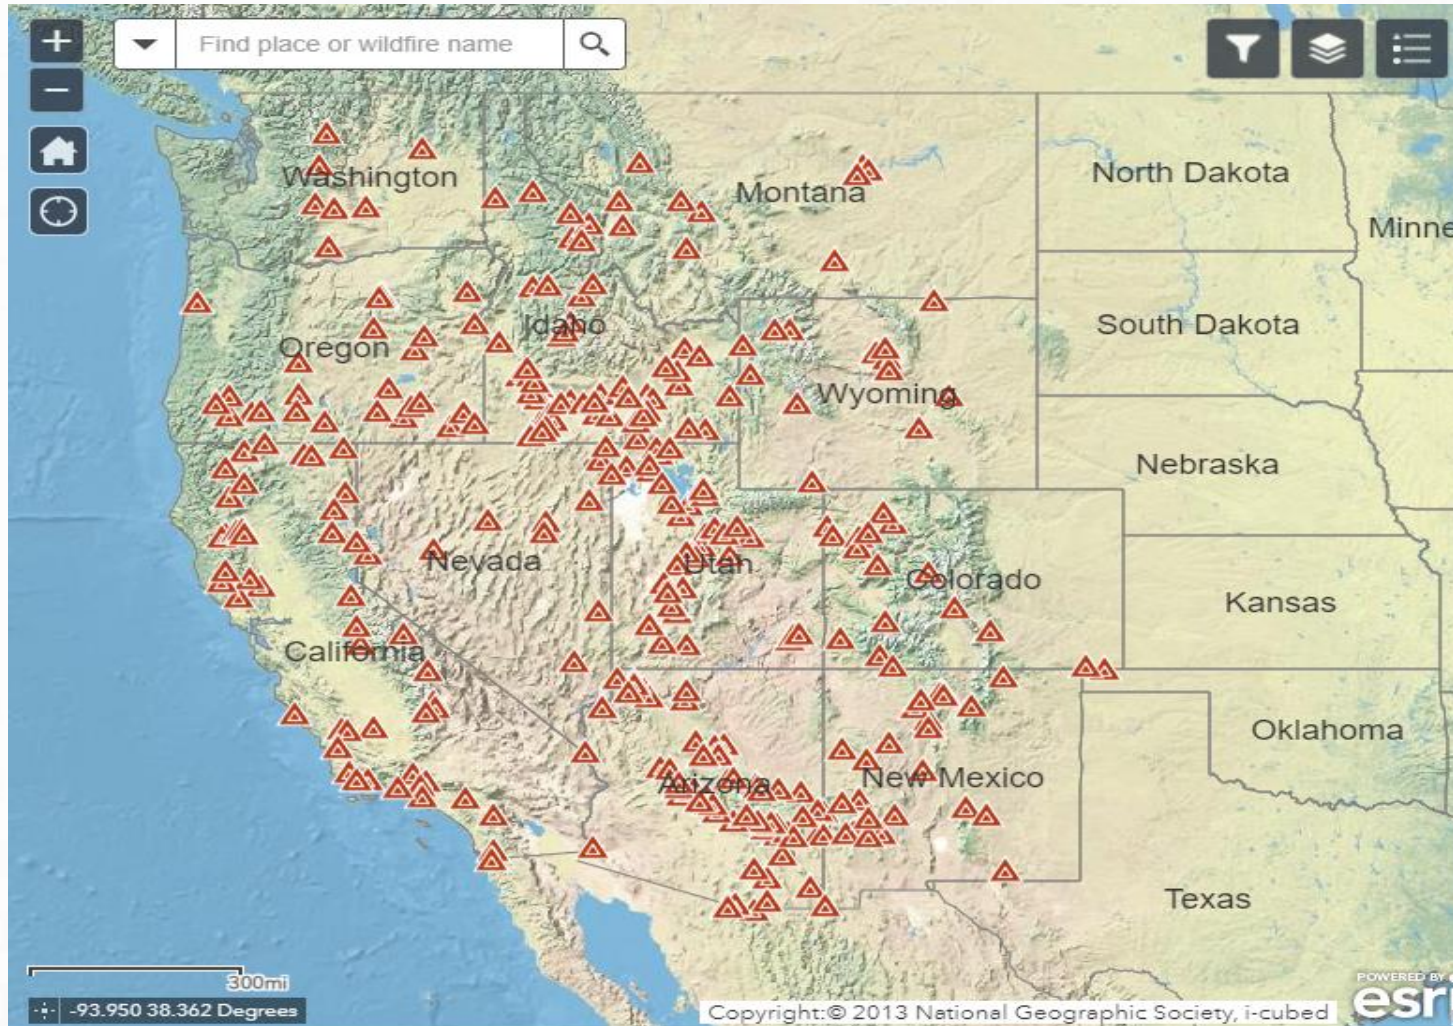 +
Find place or wildfire name
−
Washington
Montana
North Dakota
Minne
Oregon
Idaho
South Dakota
Wyoming
Nebraska
Nevada
Utah
Colorado
Kansas
California
Oklahoma
Arizona
New Mexico
Texas
300mi
-93.950 38.362 Degrees
Copyright:© 2013 National Geographic Society, i-cubed
POWERED BY
esri